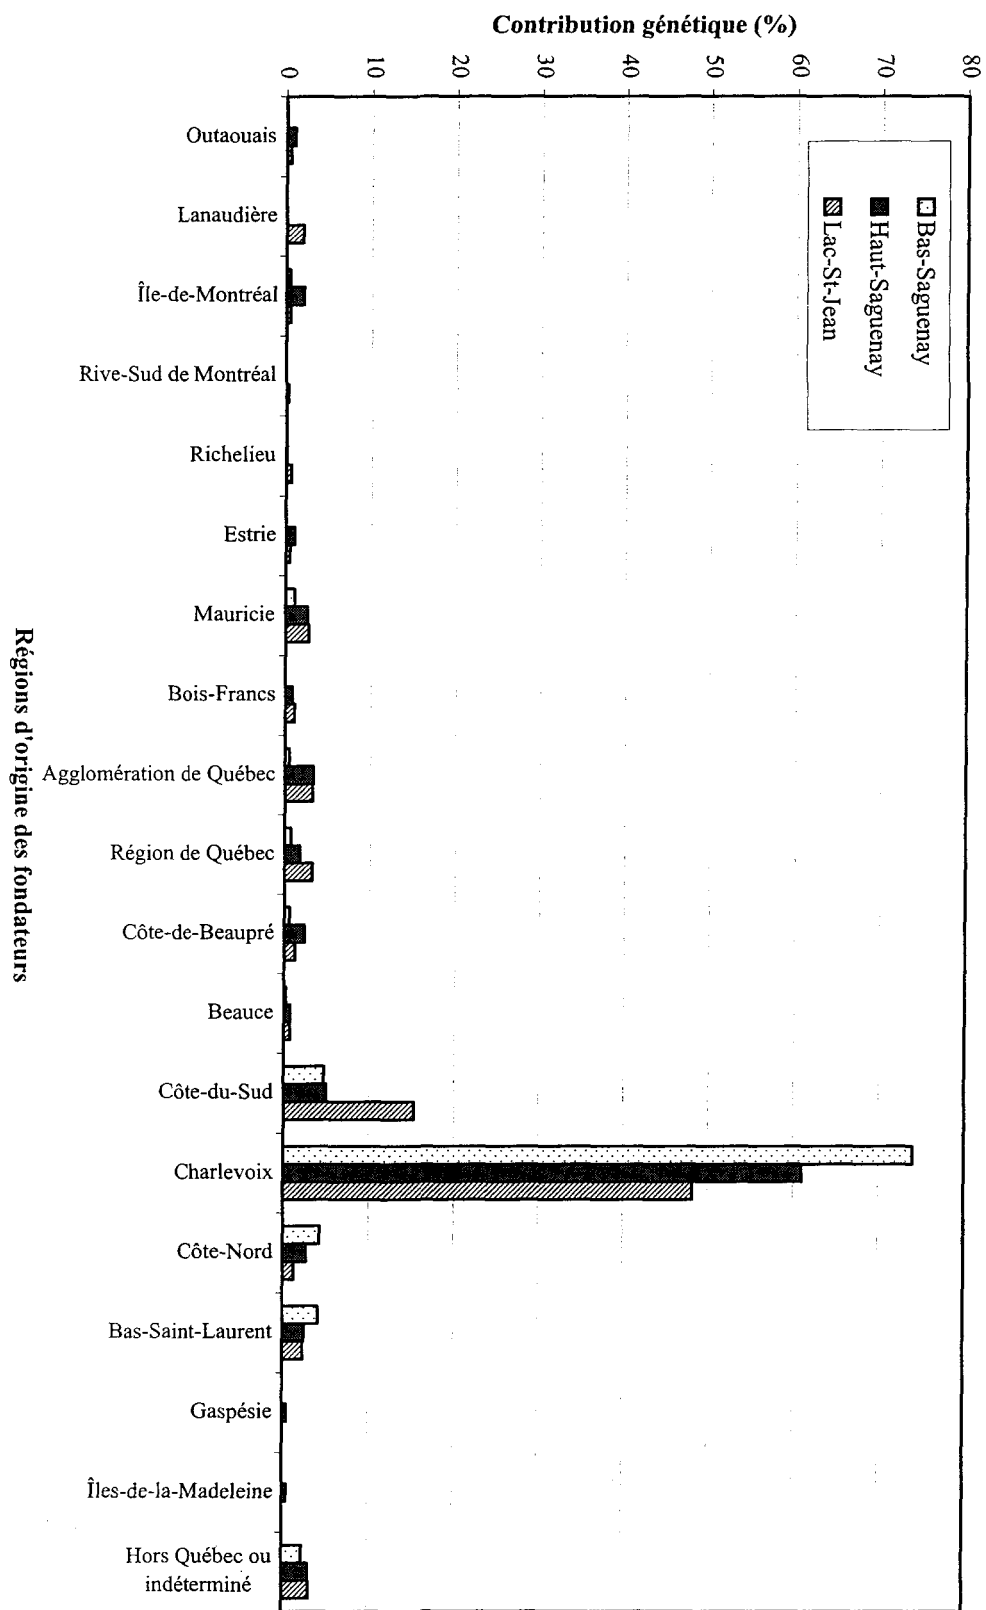 Contribution génétique (%)
0
10
20
30
40
50
60
70
80
Bas-Saguenay
Haut-Saguenay
Lac-St-Jean
Outaouais
Lanaudière
Île-de-Montréal
Rive-Sud de Montréal
Richelieu
Estrie
Mauricie
Bois-Francs
Agglomération de Québec
Région de Québec
Côte-de-Beaupré
Beauce
Côte-du-Sud
Charlevoix
Côte-Nord
Bas-Saint-Laurent
Gaspésie
Îles-de-la-Madeleine
Hors Québec ou
indéterminé
Régions d'origine des fondateurs